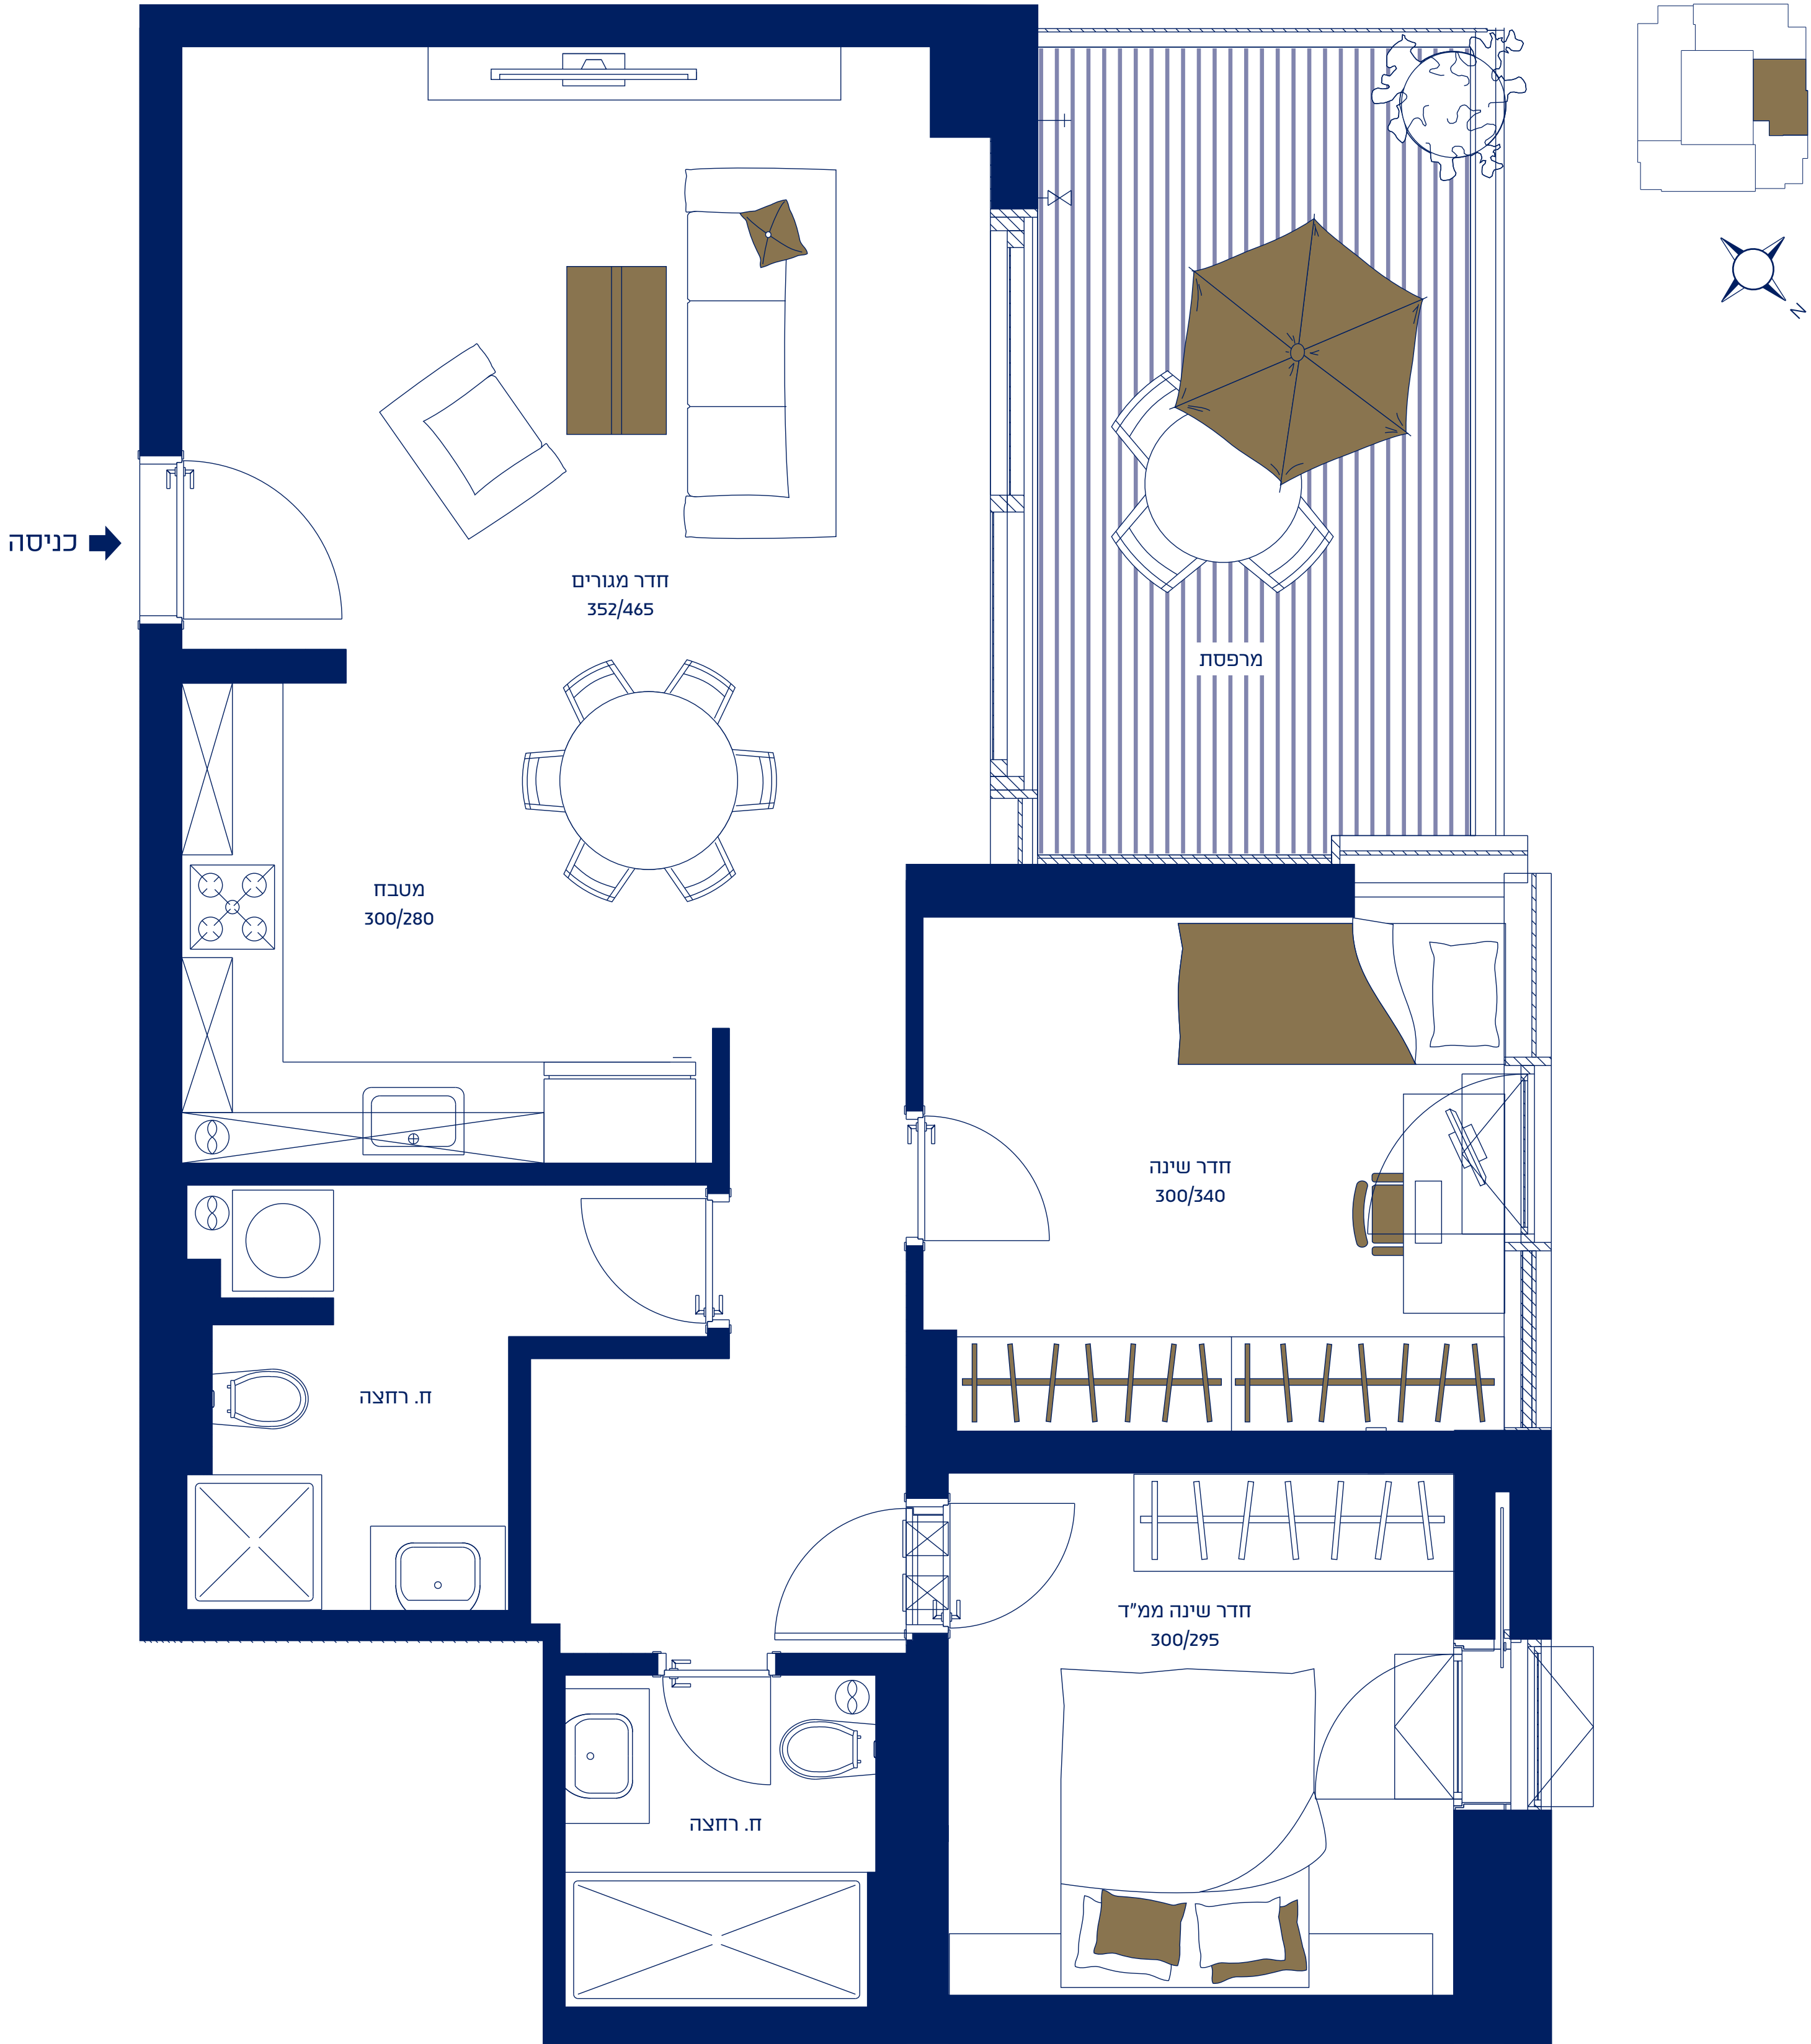 N
כניסה
חדר מגורים
352/465
מרפסת
מטבח
300/280
חדר שינה
300/340
ח. רחצה
חדר שינה ממ"ד
300/295
ח. רחצה